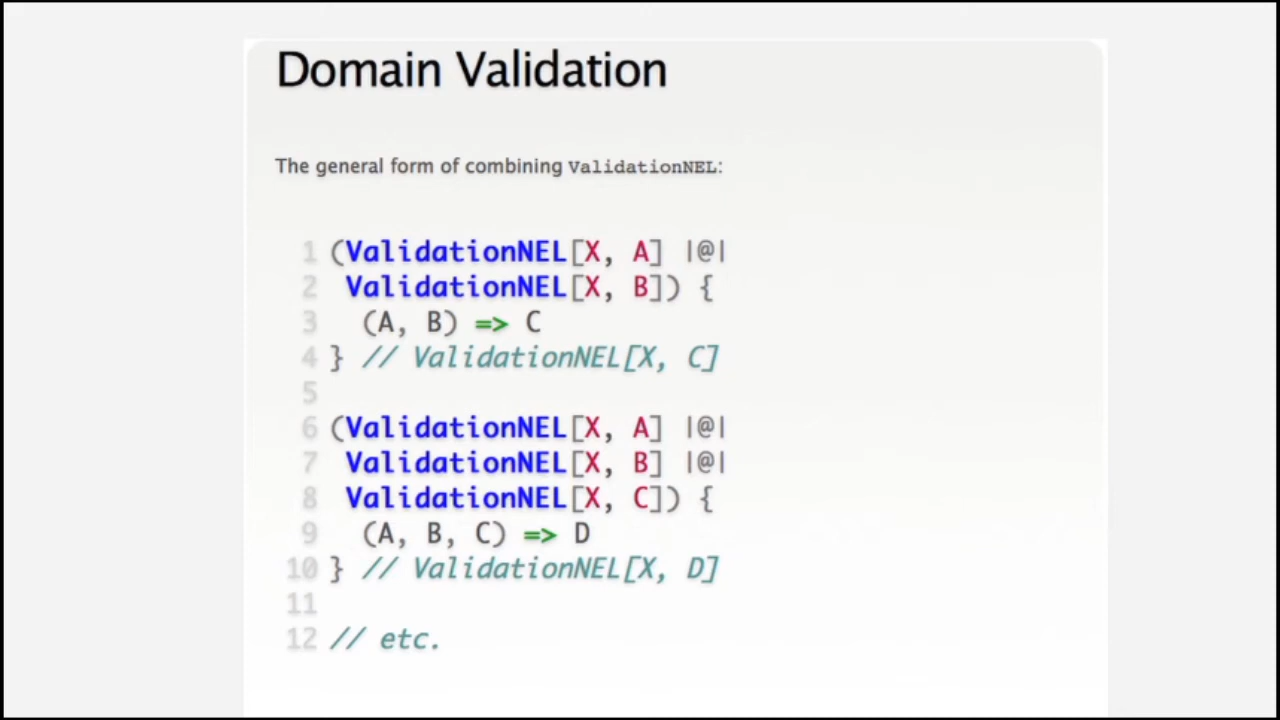 Domain Validation
The general form of combining ValidationNEL:
1 (ValidationNEL[X, A] |@|
2 ValidationNEL[X, B]) {
3 (A, B) => C
4 } // ValidationNEL[X, C]
5
6 (ValidationNEL[X, A] |@|
7 ValidationNEL[X, B] |@|
8 ValidationNEL[X, C]) {
9 (A, B, C) => D
10 } // ValidationNEL[X, D]
11
12 // etc.